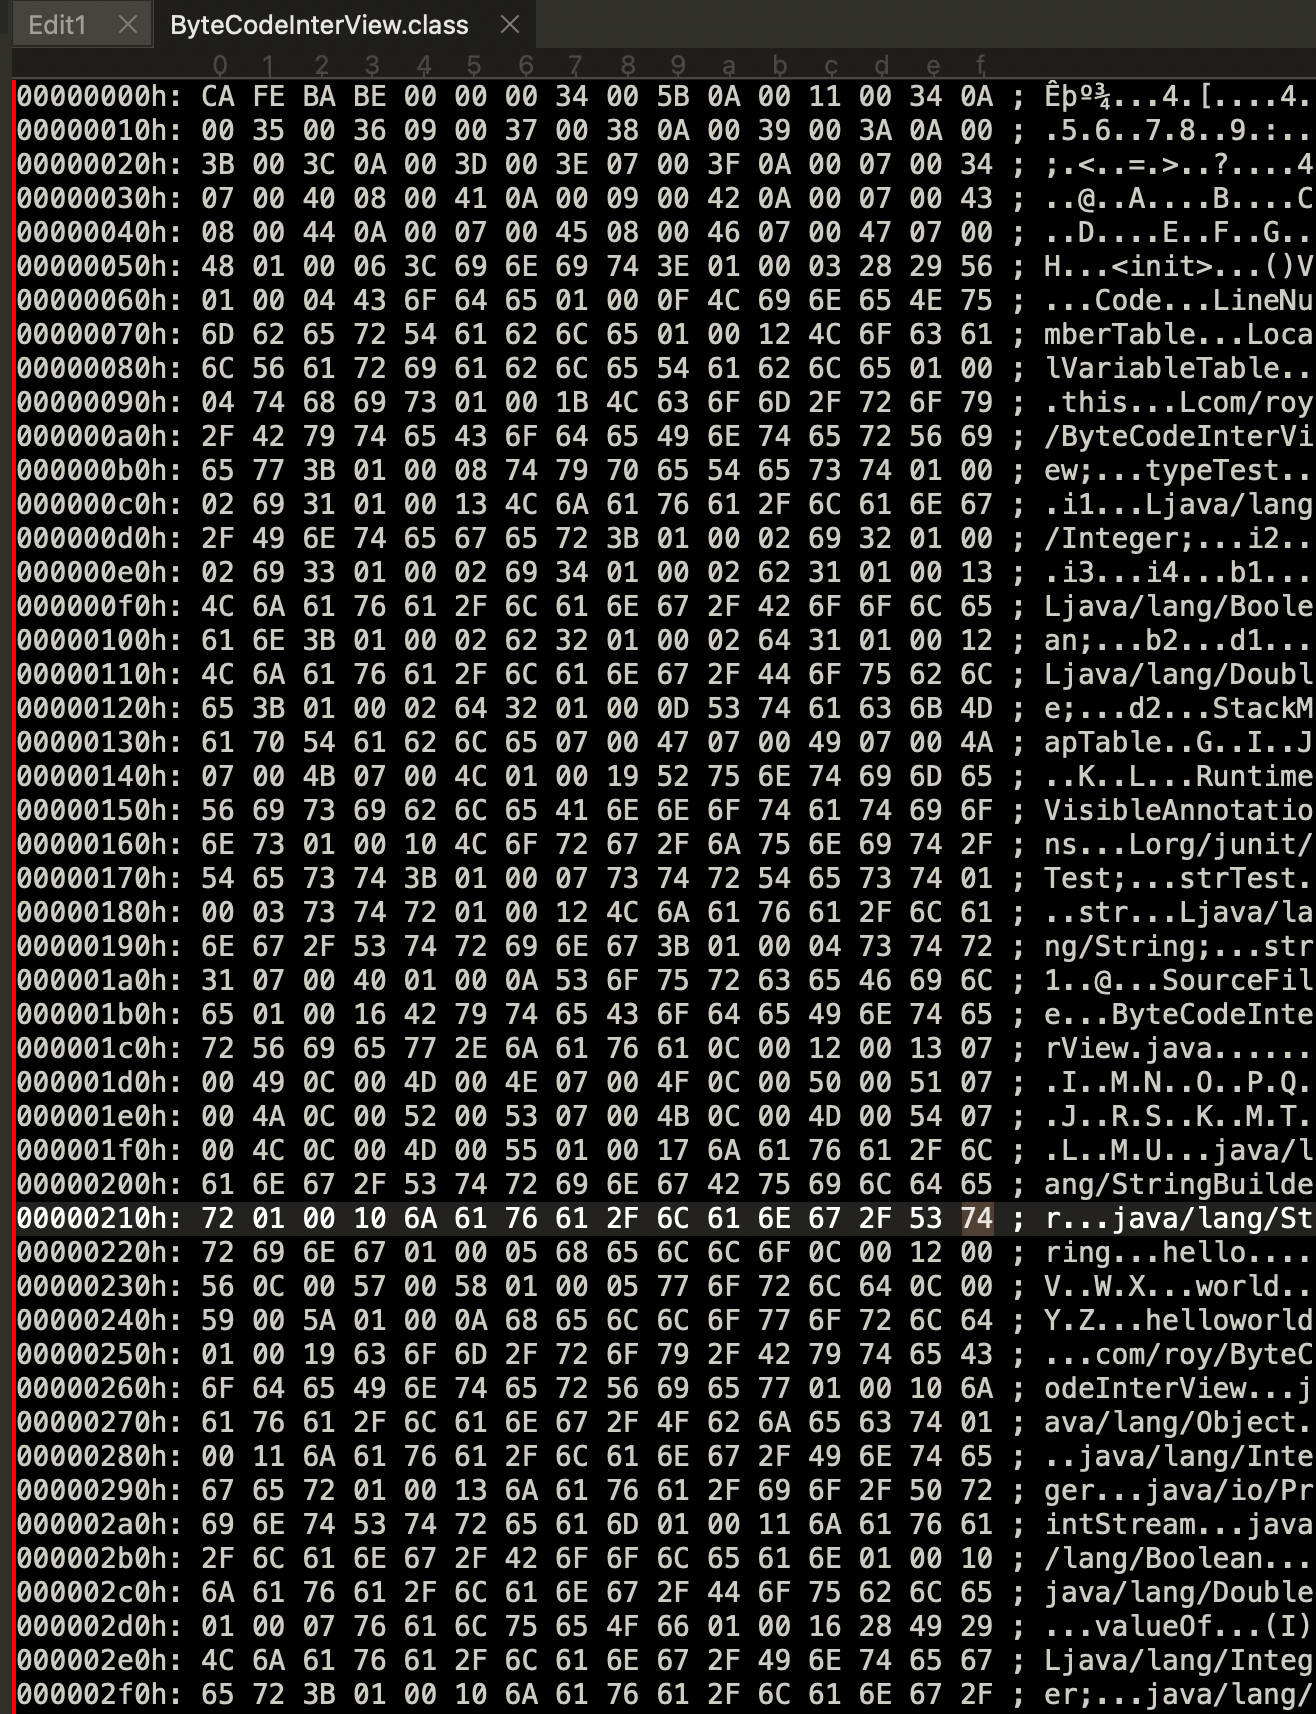 Edit1 × ByteCodeInterView.class ×
0 1 2 3 4 5 6 7 8 9 a b c d e f
00000000h: CA FE BA BE 00 00 00 34 00 5B 0A 00 11 00 34 0A ; Êþº¾...4.[....4.
00000010h: 00 35 00 36 09 00 37 00 38 0A 00 39 00 3A 0A 00 ; .5.6..7.8..9.:..
00000020h: 3B 00 3C 0A 00 3D 00 3E 07 00 3F 0A 00 07 00 34 ; ;.<..=.>..?....4
00000030h: 07 00 40 08 00 41 0A 00 09 00 42 0A 00 07 00 43 ; ..@..A....B....C
00000040h: 08 00 44 0A 00 07 00 45 08 00 46 07 00 47 07 00 ; ..D....E..F..G..
00000050h: 48 01 00 06 3C 69 6E 69 74 3E 01 00 03 28 29 56 ; H...<init>...()V
00000060h: 01 00 04 43 6F 64 65 01 00 0F 4C 69 6E 65 4E 75 ; ...Code...LineNu
00000070h: 6D 62 65 72 54 61 62 6C 65 01 00 12 4C 6F 63 61 ; mberTable...Loca
00000080h: 6C 56 61 72 69 61 62 6C 65 54 61 62 6C 65 01 00 ; lVariableTable..
00000090h: 04 74 68 69 73 01 00 1B 4C 63 6F 6D 2F 72 6F 79 ; .this...Lcom/roy
000000a0h: 2F 42 79 74 65 43 6F 64 65 49 6E 74 65 72 56 69 ; /ByteCodeInterVi
000000b0h: 65 77 3B 01 00 08 74 79 70 65 54 65 73 74 01 00 ; ew;...typeTest..
000000c0h: 02 69 31 01 00 13 4C 6A 61 76 61 2F 6C 61 6E 67 ; .i1...Ljava/lang
000000d0h: 2F 49 6E 74 65 67 65 72 3B 01 00 02 69 32 01 00 ; /Integer;...i2..
000000e0h: 02 69 33 01 00 02 69 34 01 00 02 62 31 01 00 13 ; .i3...i4...b1...
000000f0h: 4C 6A 61 76 61 2F 6C 61 6E 67 2F 42 6F 6F 6C 65 ; Ljava/lang/Boole
00000100h: 61 6E 3B 01 00 02 62 32 01 00 02 64 31 01 00 12 ; an;...b2...d1...
00000110h: 4C 6A 61 76 61 2F 6C 61 6E 67 2F 44 6F 75 62 6C ; Ljava/lang/Doubl
00000120h: 65 3B 01 00 02 64 32 01 00 0D 53 74 61 63 6B 4D ; e;...d2...StackM
00000130h: 61 70 54 61 62 6C 65 07 00 47 07 00 49 07 00 4A ; apTable..G..I..J
00000140h: 07 00 4B 07 00 4C 01 00 19 52 75 6E 74 69 6D 65 ; ..K..L...Runtime
00000150h: 56 69 73 69 62 6C 65 41 6E 6E 6F 74 61 74 69 6F ; VisibleAnnotatio
00000160h: 6E 73 01 00 10 4C 6F 72 67 2F 6A 75 6E 69 74 2F ; ns...Lorg/junit/
00000170h: 54 65 73 74 3B 01 00 07 73 74 72 54 65 73 74 01 ; Test;...strTest.
00000180h: 00 03 73 74 72 01 00 12 4C 6A 61 76 61 2F 6C 61 ; ..str...Ljava/la
00000190h: 6E 67 2F 53 74 72 69 6E 67 3B 01 00 04 73 74 72 ; ng/String;...str
000001a0h: 31 07 00 40 01 00 0A 53 6F 75 72 63 65 46 69 6C ; 1..@...SourceFil
000001b0h: 65 01 00 16 42 79 74 65 43 6F 64 65 49 6E 74 65 ; e...ByteCodeInte
000001c0h: 72 56 69 65 77 2E 6A 61 76 61 0C 00 12 00 13 07 ; rView.java......
000001d0h: 00 49 0C 00 4D 00 4E 07 00 4F 0C 00 50 00 51 07 ; .I..M.N..O..P.Q.
000001e0h: 00 4A 0C 00 52 00 53 07 00 4B 0C 00 4D 00 54 07 ; .J..R.S..K..M.T.
000001f0h: 00 4C 0C 00 4D 00 55 01 00 17 6A 61 76 61 2F 6C ; .L..M.U...java/l
00000200h: 61 6E 67 2F 53 74 72 69 6E 67 42 75 69 6C 64 65 ; ang/StringBuilde
00000210h: 72 01 00 10 6A 61 76 61 2F 6C 61 6E 67 2F 53 74 ; r...java/lang/St
00000220h: 72 69 6E 67 01 00 05 68 65 6C 6C 6F 0C 00 12 00 ; ring...hello....
00000230h: 56 0C 00 57 00 58 01 00 05 77 6F 72 6C 64 0C 00 ; V..W.X...world..
00000240h: 59 00 5A 01 00 0A 68 65 6C 6C 6F 77 6F 72 6C 64 ; Y.Z...helloworld
00000250h: 01 00 19 63 6F 6D 2F 72 6F 79 2F 42 79 74 65 43 ; ...com/roy/ByteC
00000260h: 6F 64 65 49 6E 74 65 72 56 69 65 77 01 00 10 6A ; odeInterView...j
00000270h: 61 76 61 2F 6C 61 6E 67 2F 4F 62 6A 65 63 74 01 ; ava/lang/Object.
00000280h: 00 11 6A 61 76 61 2F 6C 61 6E 67 2F 49 6E 74 65 ; ..java/lang/Inte
00000290h: 67 65 72 01 00 13 6A 61 76 61 2F 69 6F 2F 50 72 ; ger...java/io/Pr
000002a0h: 69 6E 74 53 74 72 65 61 6D 01 00 11 6A 61 76 61 ; intStream...java
000002b0h: 2F 6C 61 6E 67 2F 42 6F 6F 6C 65 61 6E 01 00 10 ; /lang/Boolean...
000002c0h: 6A 61 76 61 2F 6C 61 6E 67 2F 44 6F 75 62 6C 65 ; java/lang/Double
000002d0h: 01 00 07 76 61 6C 75 65 4F 66 01 00 16 28 49 29 ; ...valueOf...(I)
000002e0h: 4C 6A 61 76 61 2F 6C 61 6E 67 2F 49 6E 74 65 67 ; Ljava/lang/Integ
000002f0h: 65 72 3B 01 00 10 6A 61 76 61 2F 6C 61 6E 67 2F ; er;...java/lang/